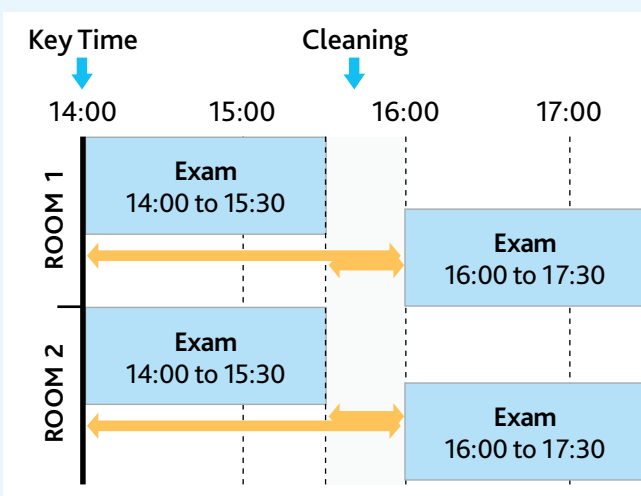 Key Time Cleaning
14:00 15:00 16:00 17:00
ROOM 1
Exam
14:00 to 15:30
Exam
16:00 to 17:30
ROOM 2
Exam
14:00 to 15:30
Exam
16:00 to 17:30